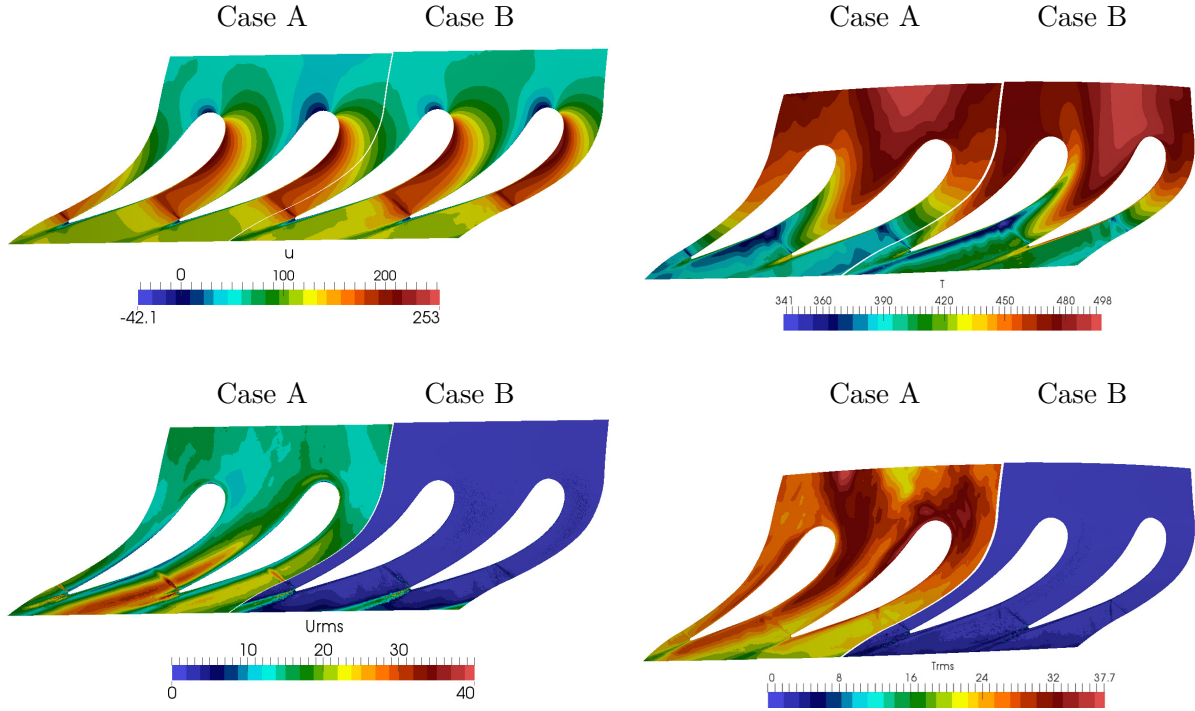 Case A Case B
Case A Case B
u
0 100 200
-42.1 253
T
341 360 390 420 450 480 498
Case A Case B
Case A Case B
Urms
10 20 30
0 40
Trms
0 8 16 24 32 37.7